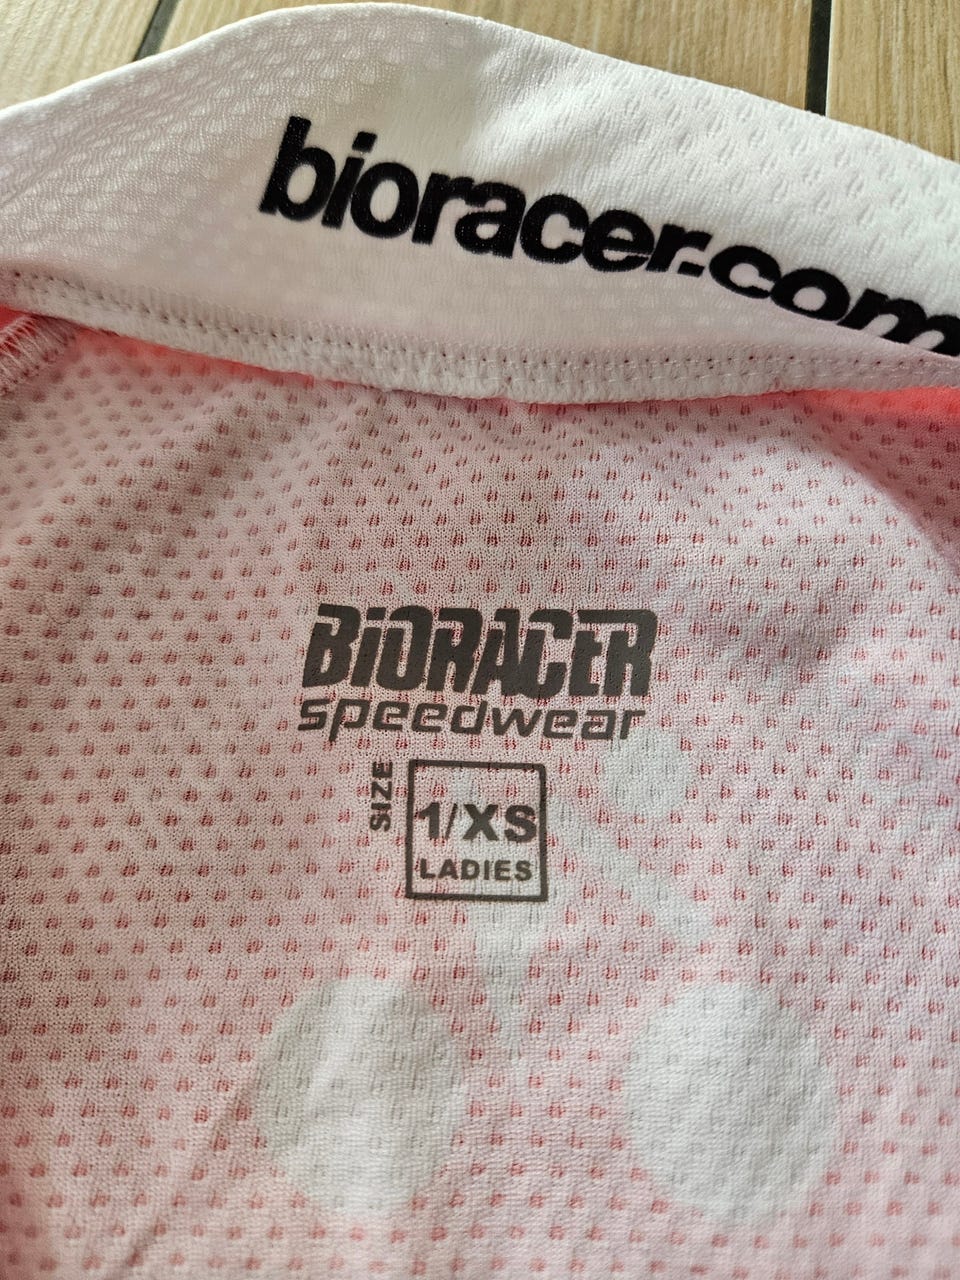 bioracer.com
BiORACER
speedwear
SIZE
1/XS
LADIES